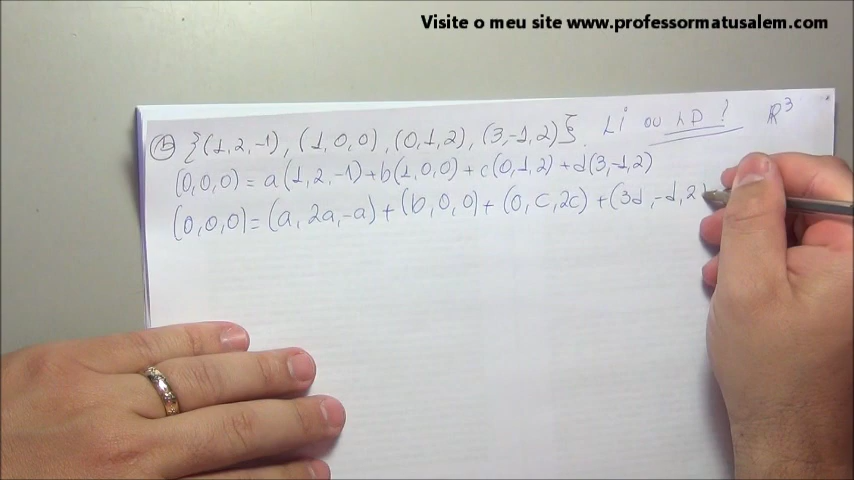 Visite o meu site www.professormatusalem.com
b) {(1,2,-1), (1,0,0), (0,1,2), (3,-1,2)}. Li ou LD? R³
(0,0,0) = a(1,2,-1) + b(1,0,0) + c(0,1,2) + d(3,-1,2)
(0,0,0) = (a, 2a, -a) + (b, 0, 0) + (0, c, 2c) + (3d, -d, 2